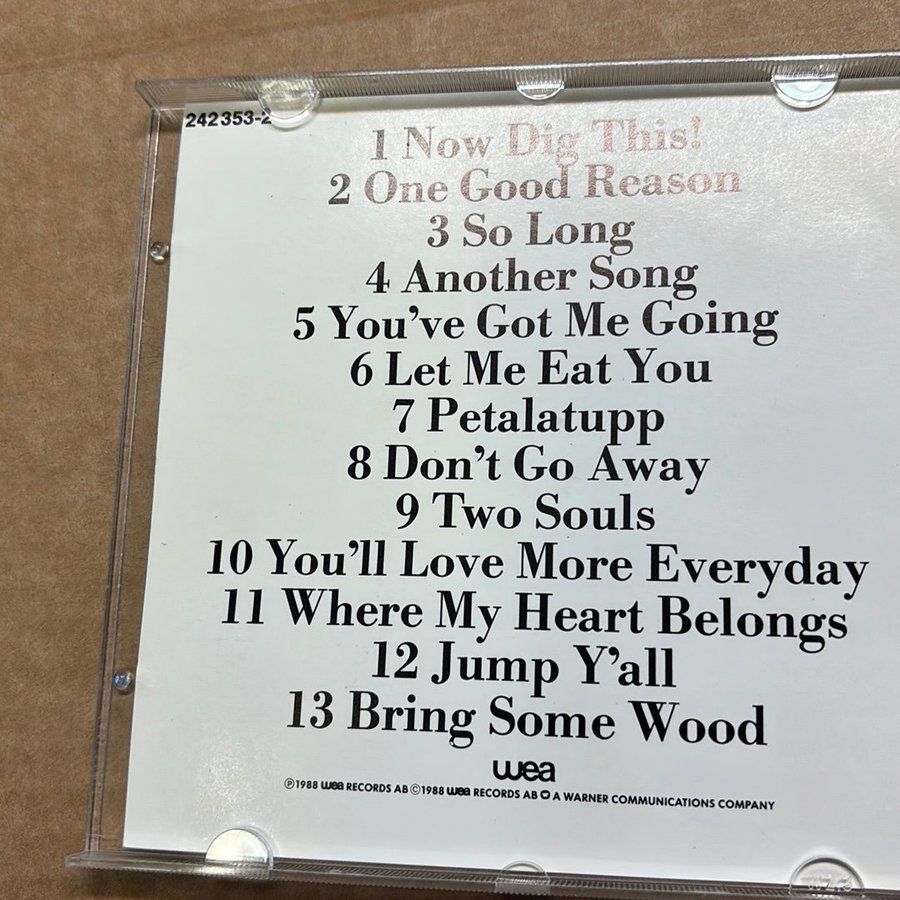 242 353-2
1 Now Dig This!
2 One Good Reason
3 So Long
4 Another Song
5 You've Got Me Going
6 Let Me Eat You
7 Petalatupp
8 Don't Go Away
9 Two Souls
10 You'll Love More Everyday
11 Where My Heart Belongs
12 Jump Y'all
13 Bring Some Wood
wea
℗1988 wea RECORDS AB ©1988 wea RECORDS AB A WARNER COMMUNICATIONS COMPANY